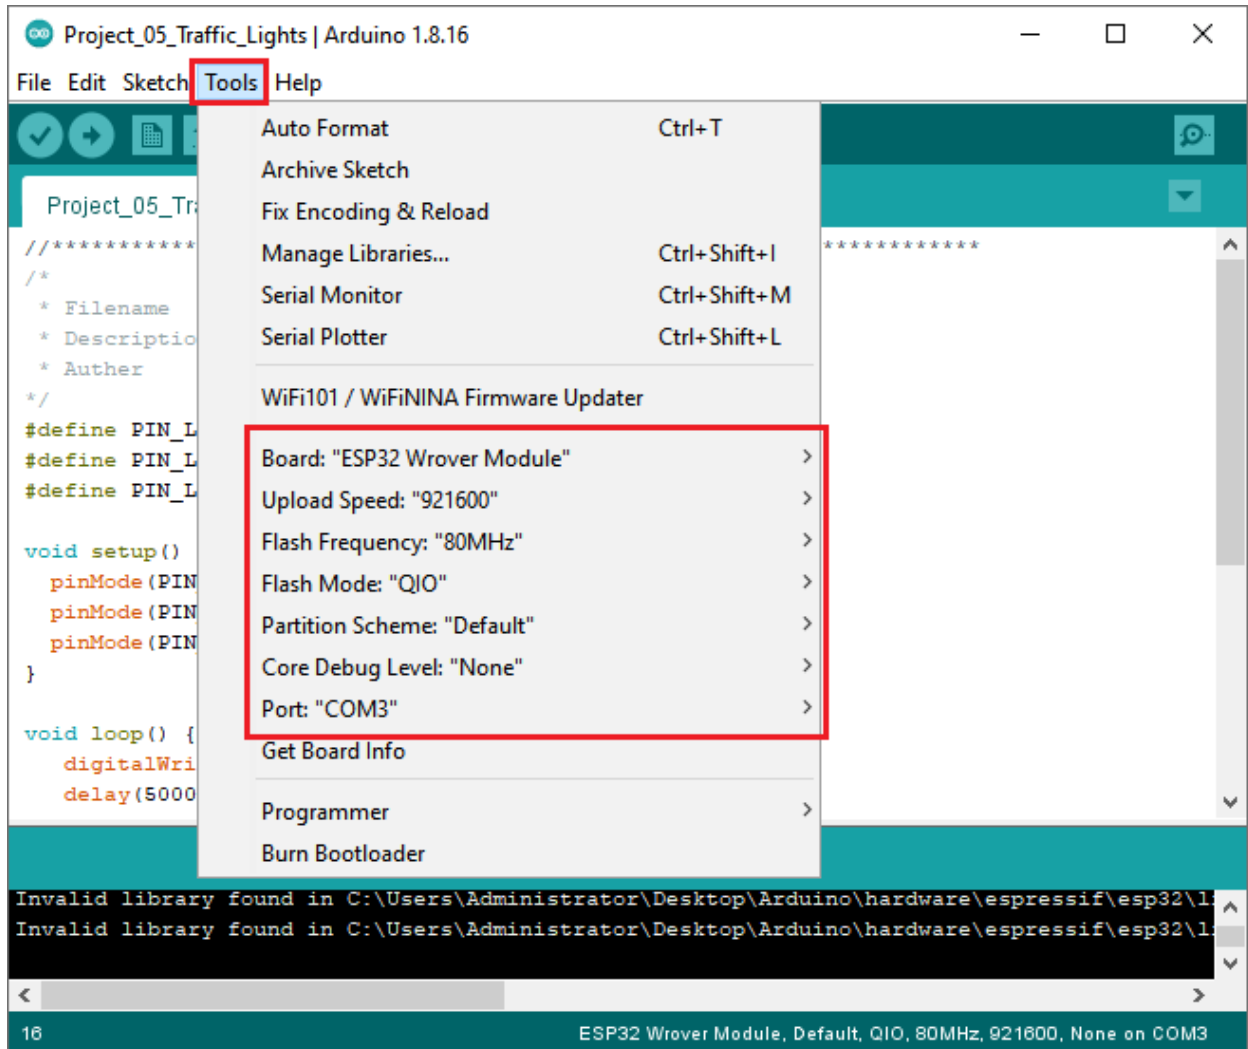 Project_05_Traffic_Lights | Arduino 1.8.16
File Edit Sketch Tools Help
Auto Format Ctrl+T
Archive Sketch
Project_05_Tra
Fix Encoding & Reload
//*********** ************
Manage Libraries... Ctrl+Shift+I
/*
Serial Monitor Ctrl+Shift+M
* Filename
Serial Plotter Ctrl+Shift+L
* Descriptio
* Auther
WiFi101 / WiFiNINA Firmware Updater
*/
#define PIN_L
Board: "ESP32 Wrover Module"
#define PIN_L
#define PIN_L
Upload Speed: "921600"
Flash Frequency: "80MHz"
void setup()
Flash Mode: "QIO"
pinMode(PIN
pinMode(PIN
Partition Scheme: "Default"
pinMode(PIN
Core Debug Level: "None"
}
Port: "COM3"
void loop() {
Get Board Info
digitalWri
delay(5000
Programmer
Burn Bootloader
Invalid library found in C:\Users\Administrator\Desktop\Arduino\hardware\espressif\esp32\li
Invalid library found in C:\Users\Administrator\Desktop\Arduino\hardware\espressif\esp32\li
16 ESP32 Wrover Module, Default, QIO, 80MHz, 921600, None on COM3